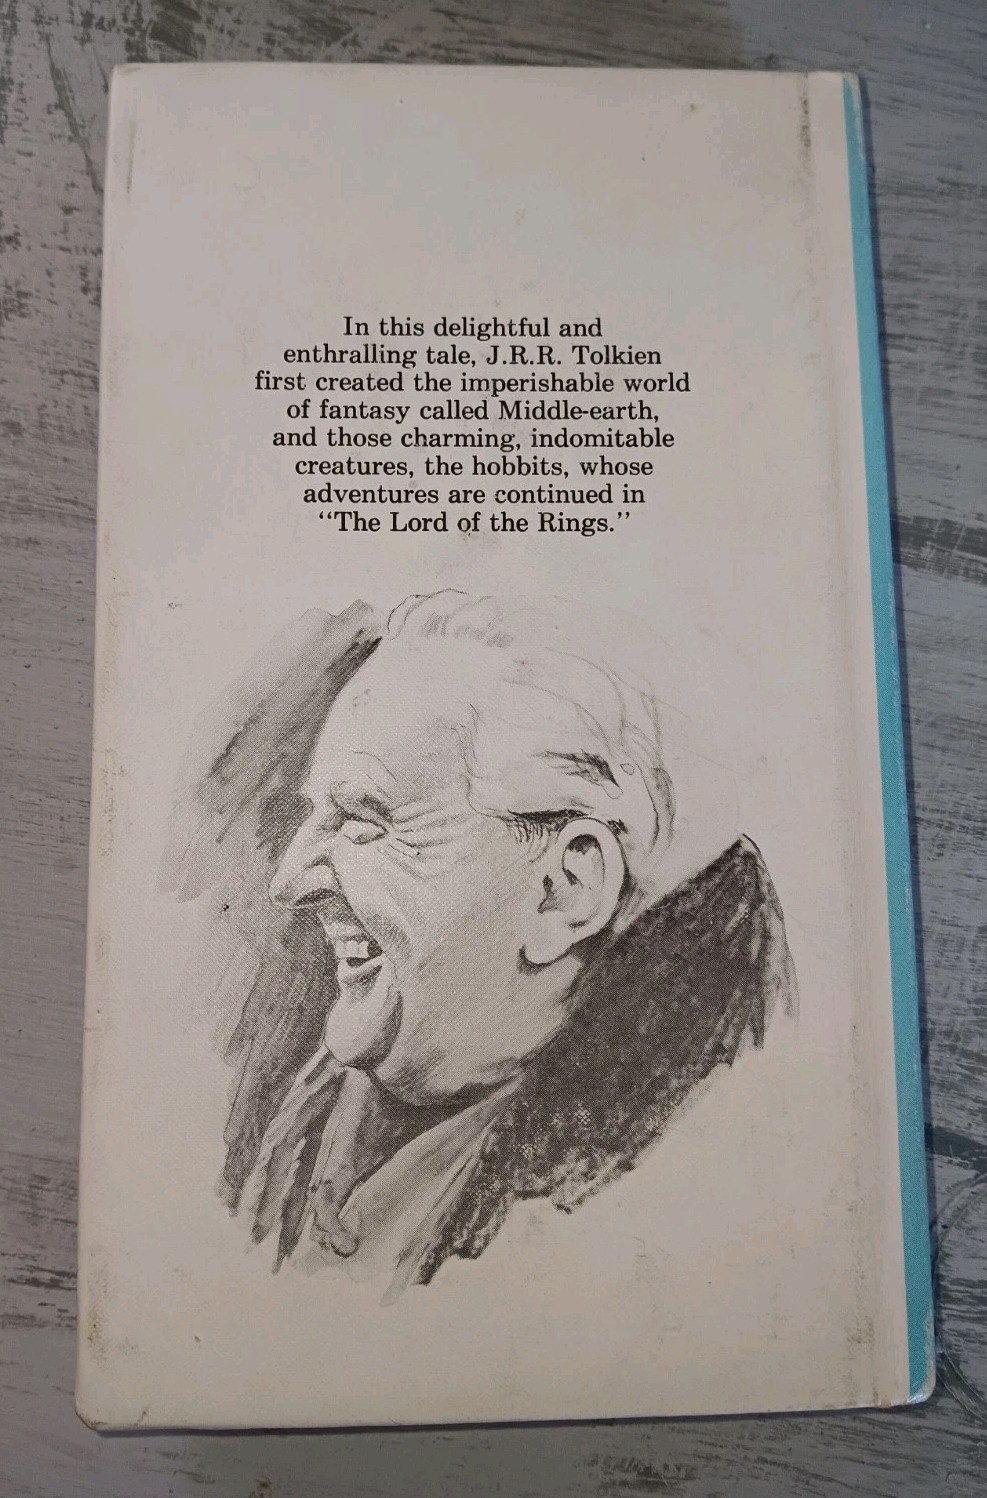 In this delightful and
enthralling tale, J.R.R. Tolkien
first created the imperishable world
of fantasy called Middle-earth,
and those charming, indomitable
creatures, the hobbits, whose
adventures are continued in
“The Lord of the Rings.”